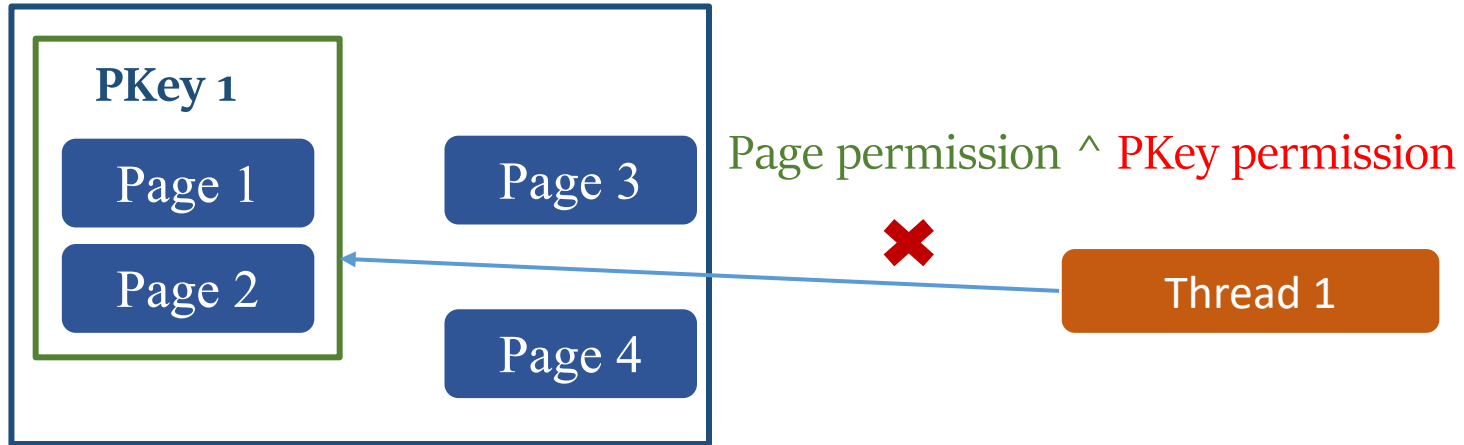 PKey 1
Page 1
Page 2
Page 3
Page 4
Page permission ^ PKey permission
Thread 1